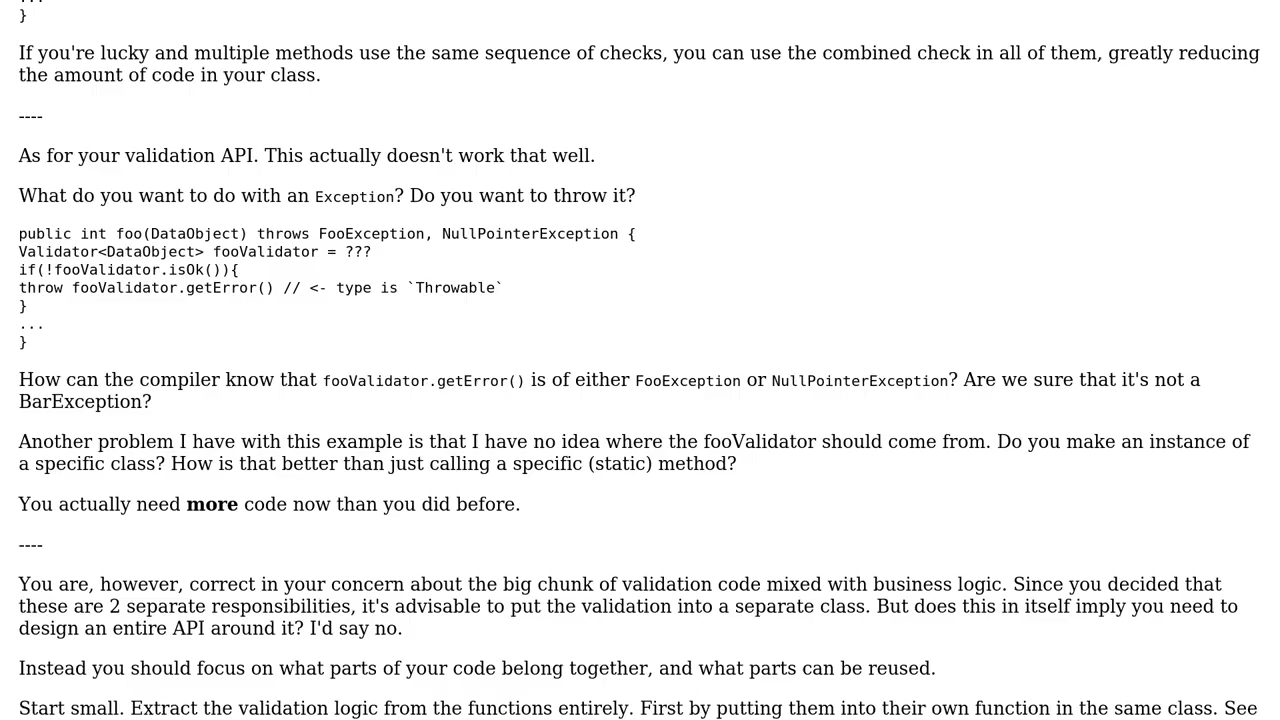 ...
}
If you're lucky and multiple methods use the same sequence of checks, you can use the combined check in all of them, greatly reducing
the amount of code in your class.
----
As for your validation API. This actually doesn't work that well.
What do you want to do with an Exception? Do you want to throw it?
public int foo(DataObject) throws FooException, NullPointerException {
Validator<DataObject> fooValidator = ???
if(!fooValidator.isOk()){
throw fooValidator.getError() // <- type is `Throwable`
}
...
}
How can the compiler know that fooValidator.getError() is of either FooException or NullPointerException? Are we sure that it's not a
BarException?
Another problem I have with this example is that I have no idea where the fooValidator should come from. Do you make an instance of
a specific class? How is that better than just calling a specific (static) method?
You actually need more code now than you did before.
----
You are, however, correct in your concern about the big chunk of validation code mixed with business logic. Since you decided that
these are 2 separate responsibilities, it's advisable to put the validation into a separate class. But does this in itself imply you need to
design an entire API around it? I'd say no.
Instead you should focus on what parts of your code belong together, and what parts can be reused.
Start small. Extract the validation logic from the functions entirely. First by putting them into their own function in the same class. See